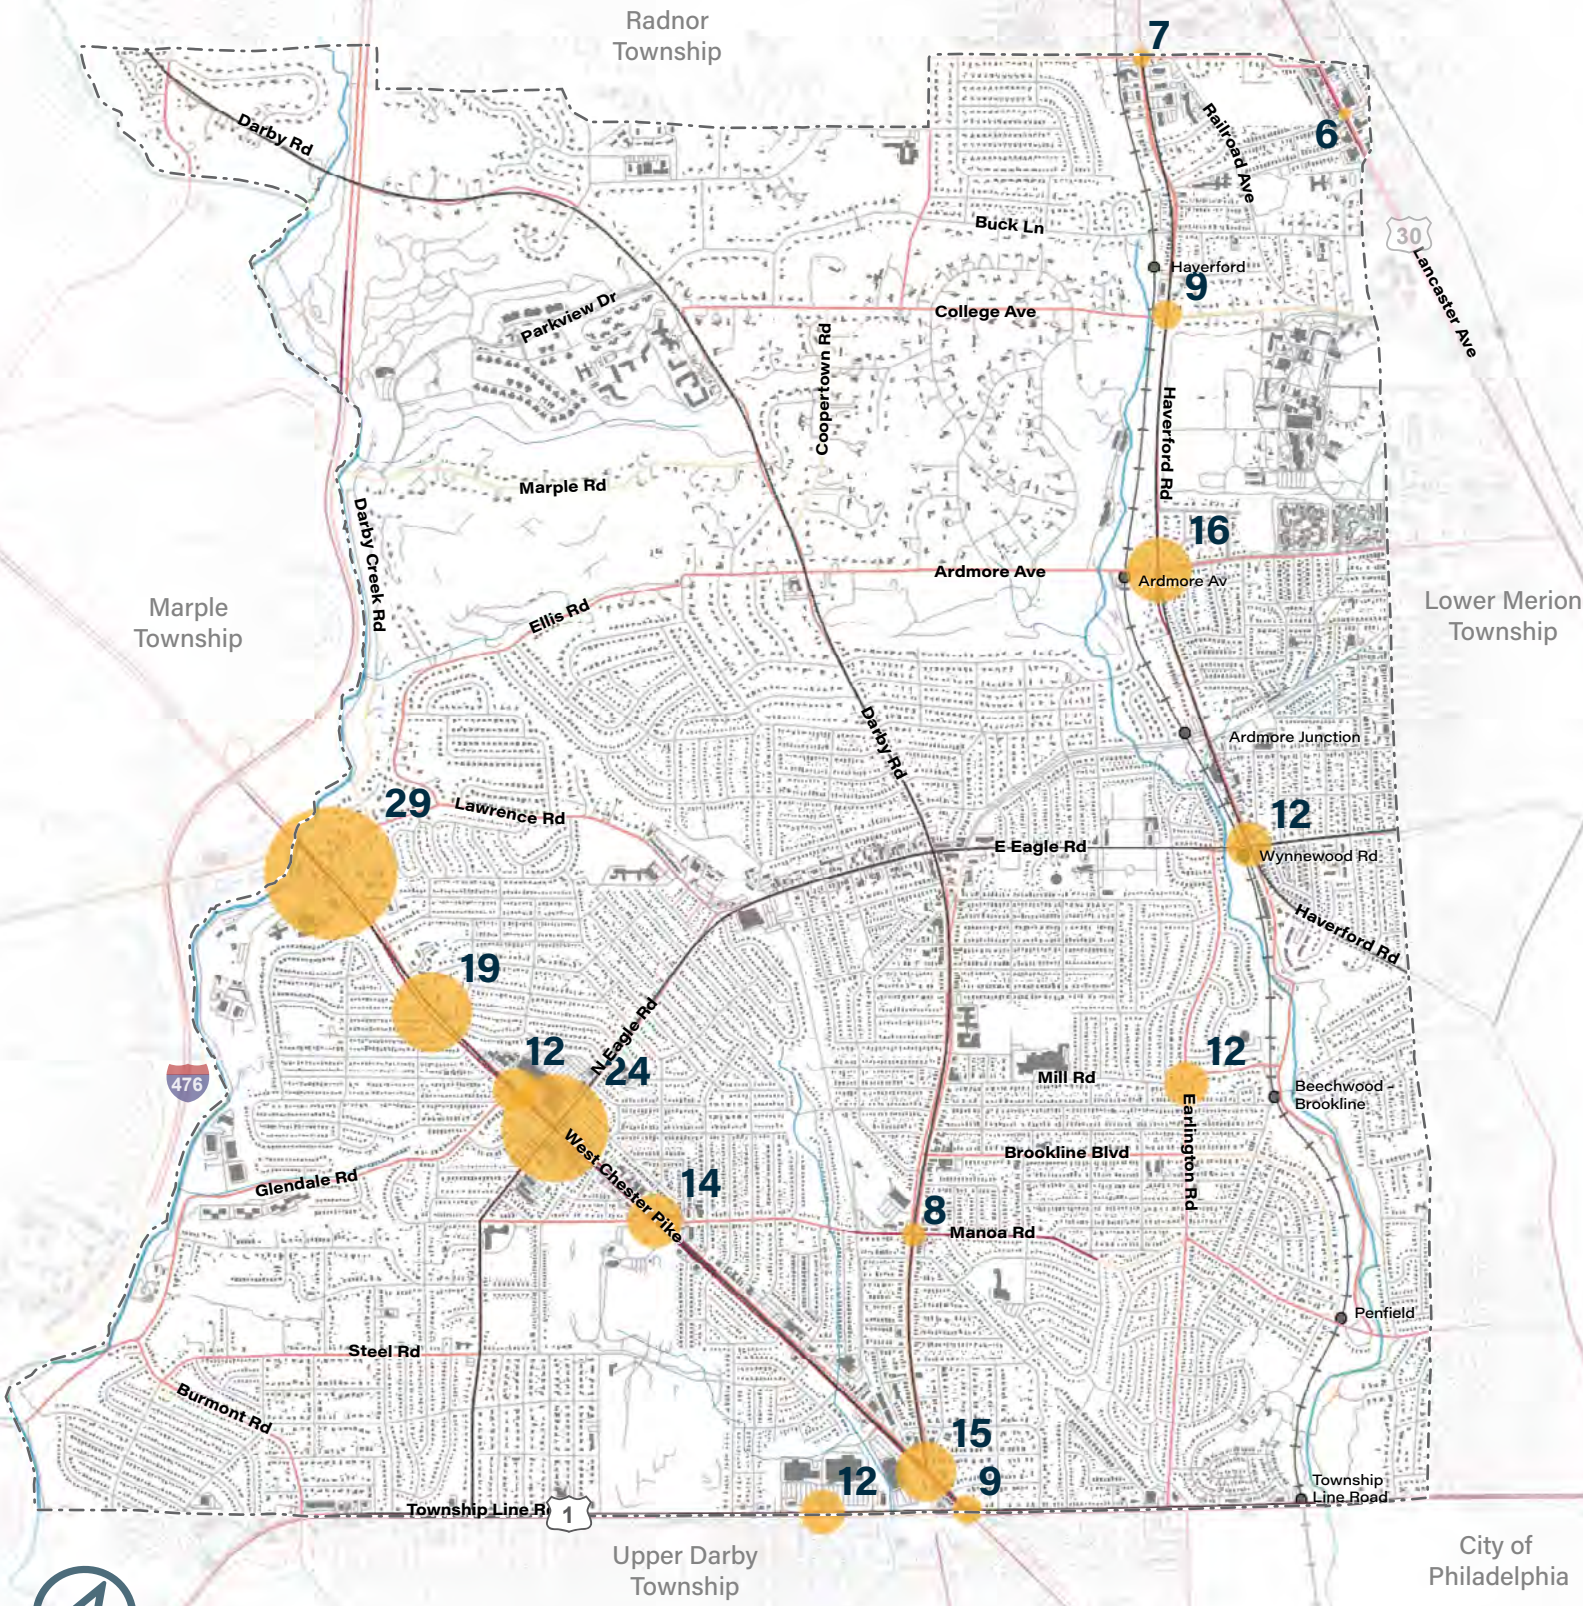 Radnor
Township
7
6
Railroad Ave
Darby Rd
Buck Ln
30
Lancaster Ave
Haverford
9
Parkview Dr
College Ave
Coopertown Rd
Haverford Rd
Marple Rd
Darby Creek Rd
16
Ardmore Ave
Ardmore Av
Marple
Township
Ellis Rd
Lower Merion
Township
Darby Rd
Ardmore Junction
29
Lawrence Rd
12
E Eagle Rd
Wynnewood Rd
Haverford Rd
19
N Eagle Rd
12
24
476
12
Mill Rd
Beechwood -
Brookline
Earlington Rd
West Chester Pike
Brookline Blvd
Glendale Rd
14
8
Manoa Rd
Penfield
Steel Rd
Burmont Rd
15
12
9
Township
Line Road
Township Line R
1
Upper Darby
Township
City of
Philadelphia